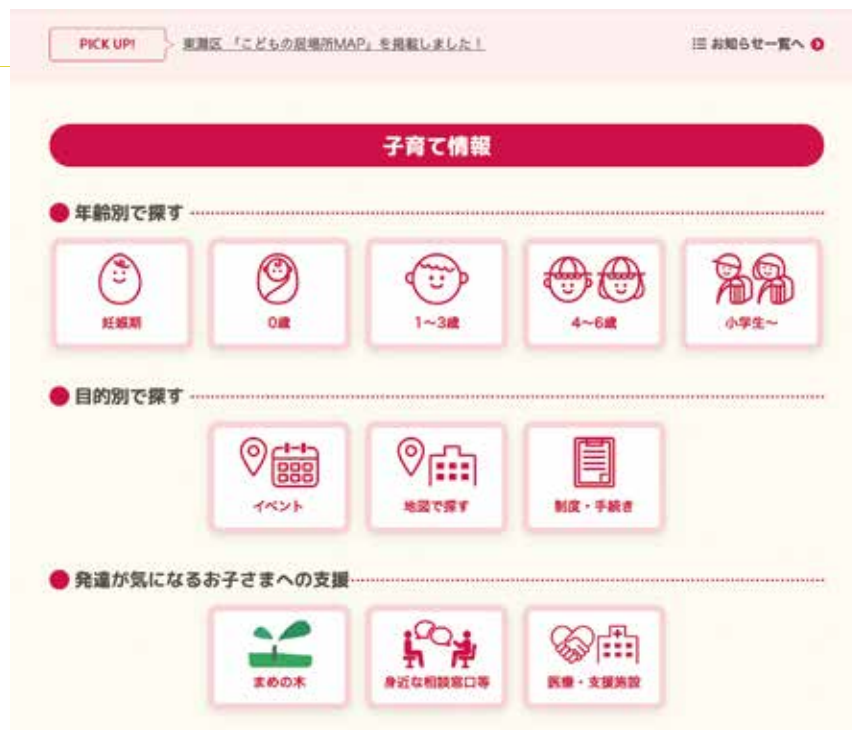 PICK UP!
東灘区 「こどもの居場所MAP」を掲載しました！
お知らせ一覧へ
子育て情報
年齢別で探す
妊娠期
0歳
1～3歳
4～6歳
小学生～
目的別で探す
イベント
地図で探す
制度・手続き
発達が気になるお子さまへの支援
まめの木
身近な相談窓口等
医療・支援施設